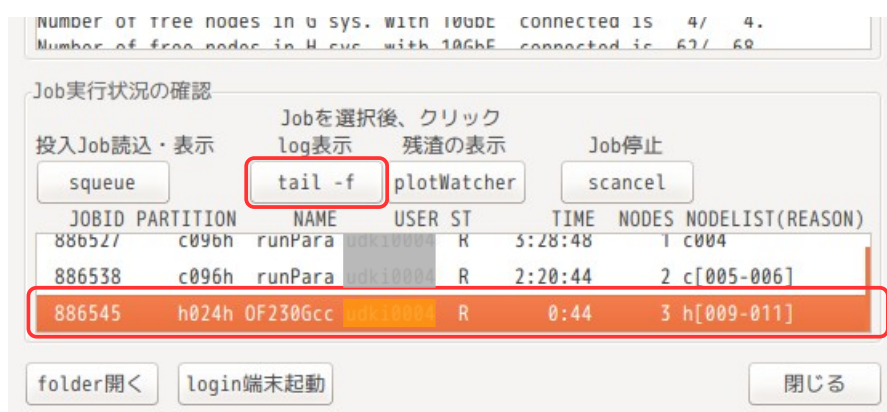 Number of free nodes in G sys. with 10GbE connected is 4/ 4.
Number of free nodes in H sys. with 10GbE connected is 62/ 68
Job実行状況の確認
Jobを選択後、クリック
投入Job読込・表示 log表示 残渣の表示 Job停止
squeue tail -f plotWatcher scancel
JOBID PARTITION NAME USER ST TIME NODES NODELIST(REASON)
886527 c096h runPara udki0004 R 3:28:48 1 c004
886538 c096h runPara udki0004 R 2:20:44 2 c[005-006]
886545 h024h OF230Gcc udki0004 R 0:44 3 h[009-011]
folder開く login端末起動 閉じる